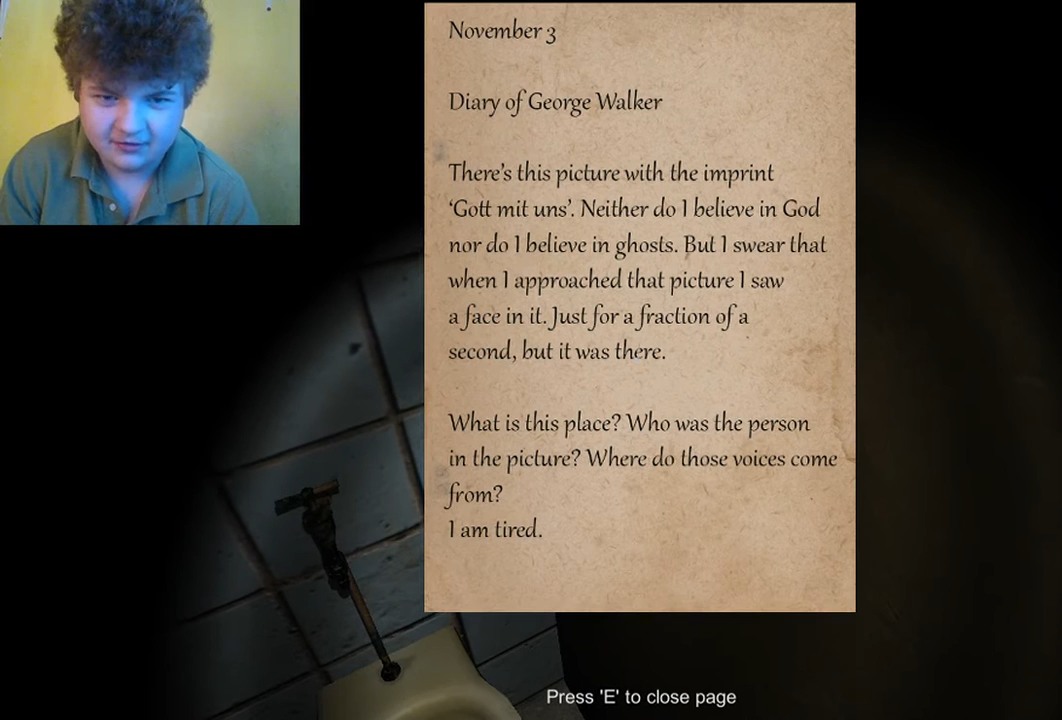 November 3
Diary of George Walker
There's this picture with the imprint
‘Gott mit uns’. Neither do I believe in God
nor do I believe in ghosts. But I swear that
when I approached that picture I saw
a face in it. Just for a fraction of a
second, but it was there.
What is this place? Who was the person
in the picture? Where do those voices come
from?
I am tired.
Press 'E' to close page